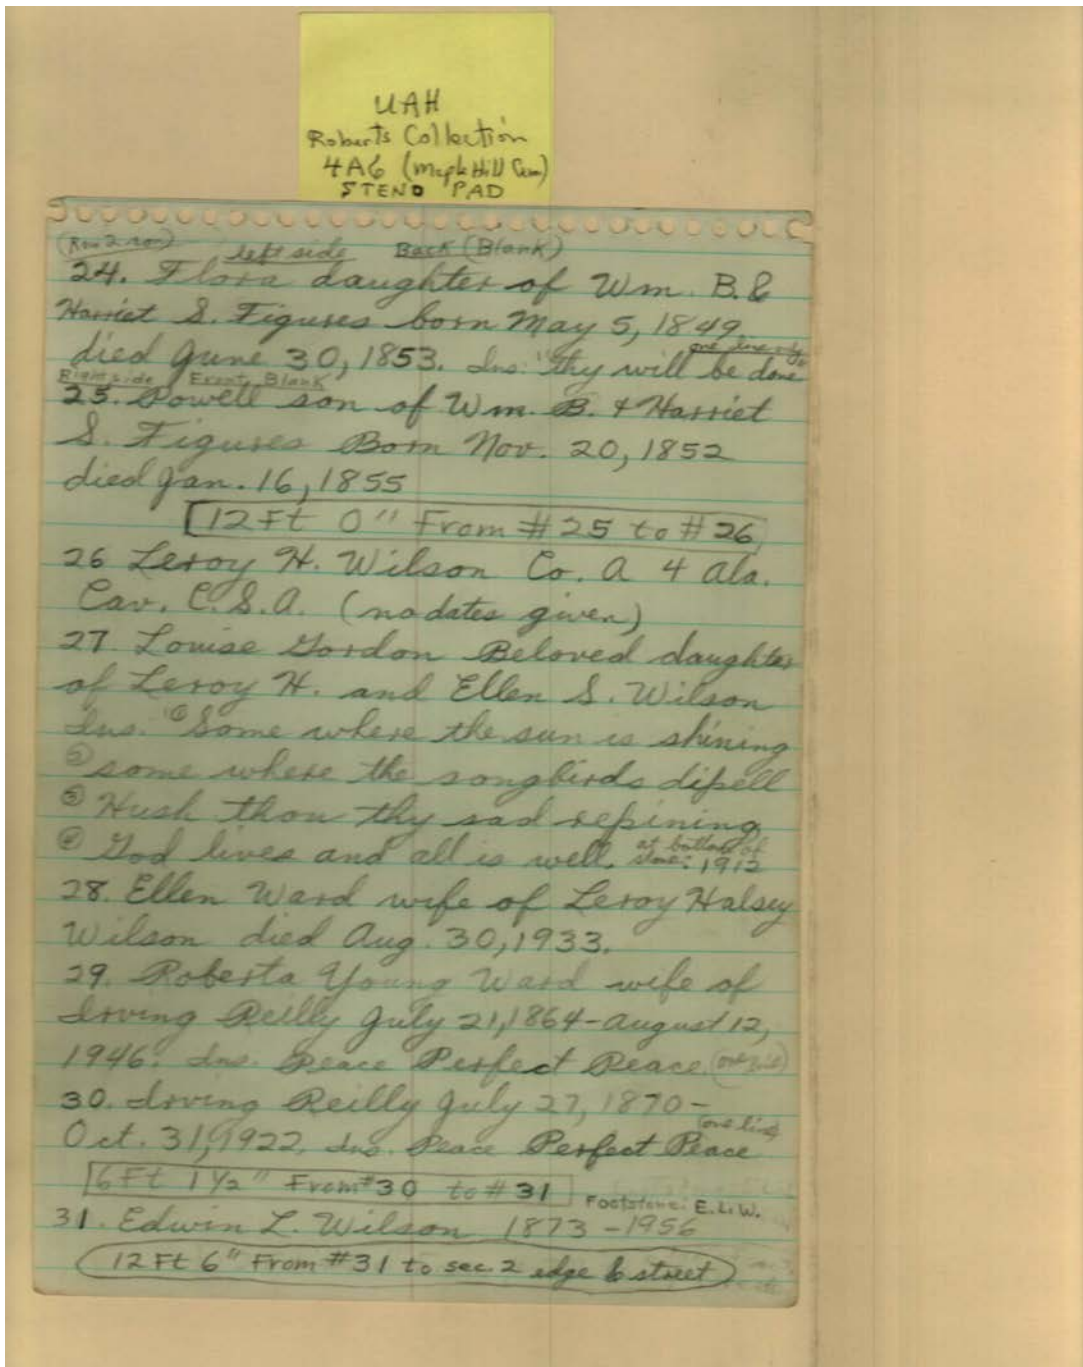 UAH
Roberts Collection
4A6 (Maple Hill Cem)
STENO PAD
(Row 2 con) left side Back (Blank)
24. Flora daughter of Wm. B. &
Harriet S. Figures born May 5, 1849
one line only
died June 30, 1853. Ins: "thy will be done
Right side Front Blank
25. Powell son of Wm. B. & Harriet
S. Figures Born Nov. 20, 1852
died Jan. 16, 1855
12 Ft 0" From #25 to #26
26 Leroy H. Wilson Co. A 4 Ala.
Cav. C.S.A. (no dates given)
27. Louise Gordon Beloved daughter
of Leroy H. and Ellen S. Wilson
Ins. ① Some where the sun is shining
② some where the songbirds dwell
③ Hush thou thy sad repining
④ God lives and all is well. at bottom of
stone: 1912
28. Ellen Ward wife of Leroy Halsey
Wilson died Aug. 30, 1933.
29. Roberta Young Ward wife of
Irving Reilly July 21, 1864 - August 12,
1946. Ins. Peace Perfect Peace (one line)
30. Irving Reilly July 27, 1870 -
(one line)
Oct. 31, 1922. Ins. Peace Perfect Peace
6 Ft 1 1/2" From #30 to #31
Footstone: E.L.W.
31. Edwin L. Wilson 1873 - 1956
12 Ft 6" From #31 to sec. 2 edge & street